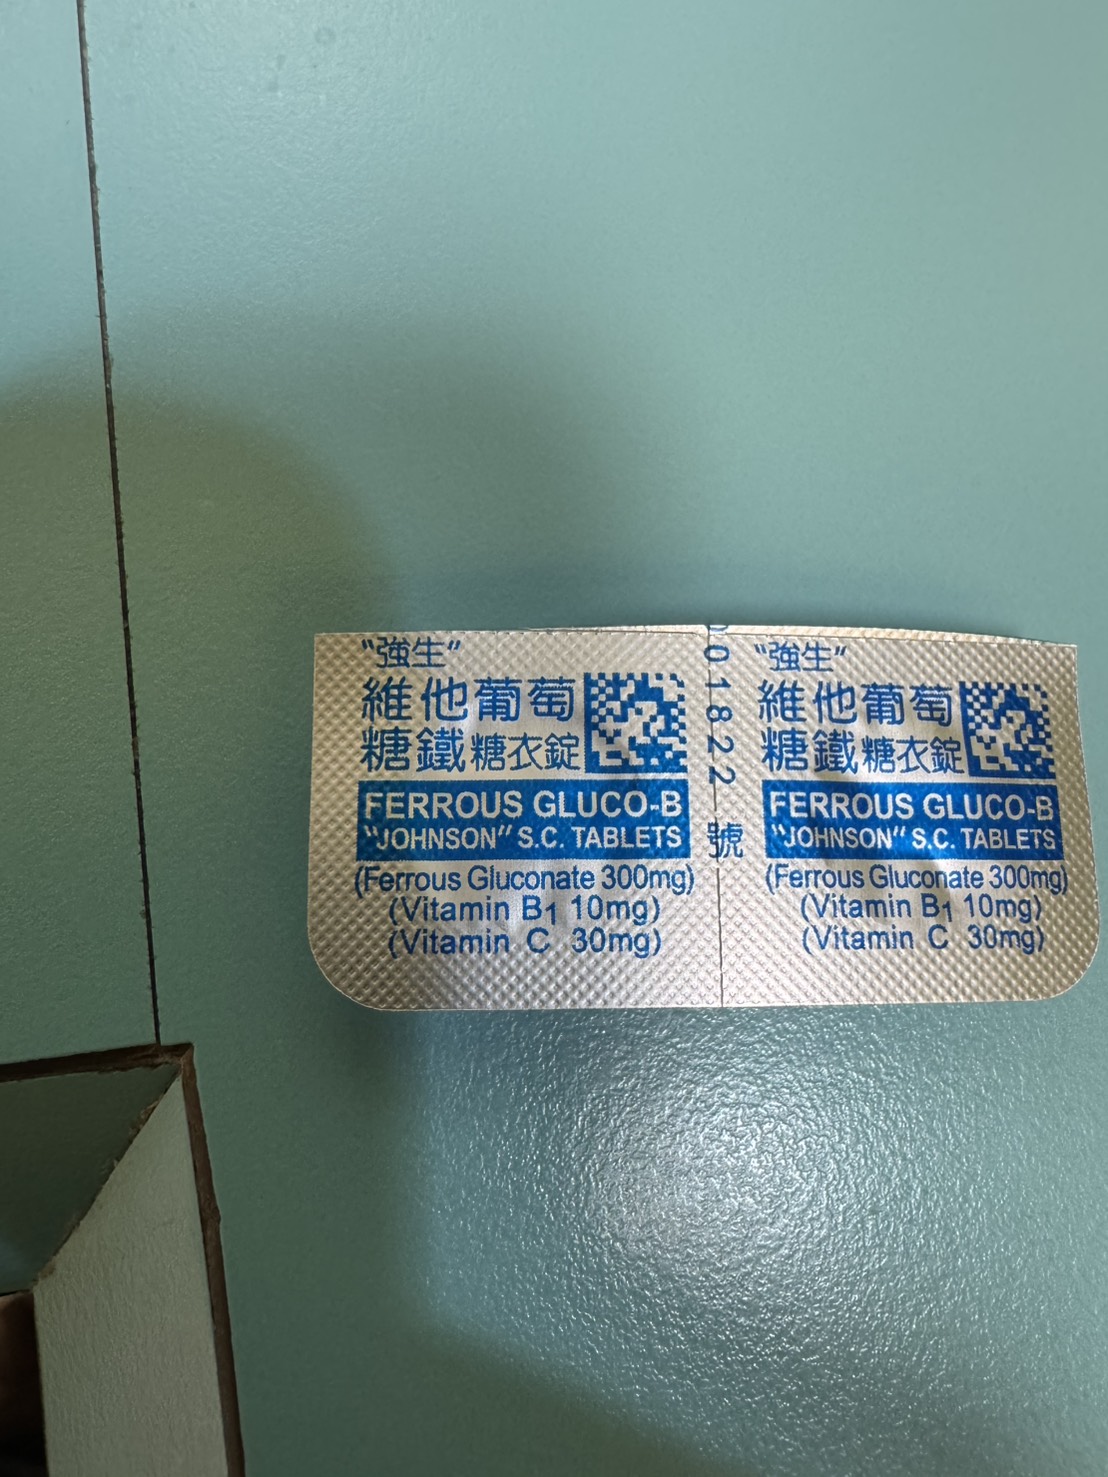 "強生"
維他葡萄
糖鐵糖衣錠
FERROUS GLUCO-B
"JOHNSON" S.C. TABLETS
(Ferrous Gluconate 300mg)
(Vitamin B1 10mg)
(Vitamin C 30mg)
01822號
"強生"
維他葡萄
糖鐵糖衣錠
FERROUS GLUCO-B
"JOHNSON" S.C. TABLETS
(Ferrous Gluconate 300mg)
(Vitamin B1 10mg)
(Vitamin C 30mg)